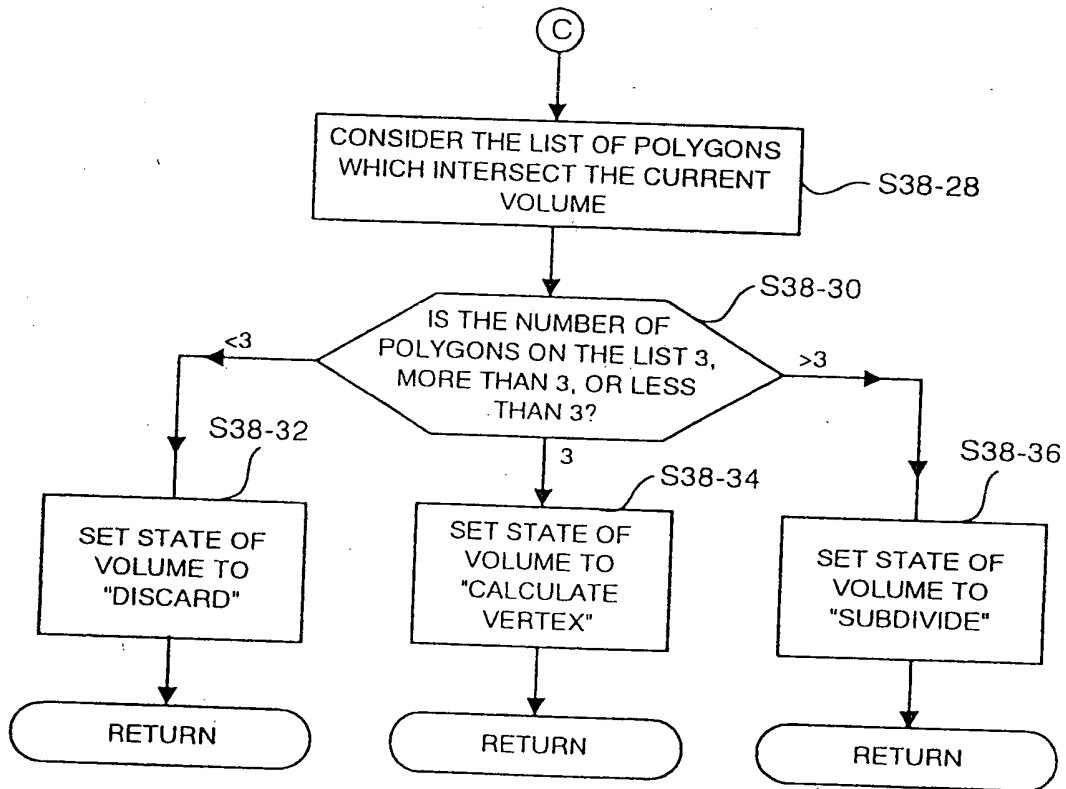 C
CONSIDER THE LIST OF POLYGONS
WHICH INTERSECT THE CURRENT
VOLUME
S38-28
S38-30
IS THE NUMBER OF
POLYGONS ON THE LIST 3,
MORE THAN 3, OR LESS
THAN 3?
<3
>3
3
S38-32
SET STATE OF
VOLUME TO
"DISCARD"
RETURN
S38-34
SET STATE OF
VOLUME TO
"CALCULATE
VERTEX"
RETURN
S38-36
SET STATE OF
VOLUME TO
"SUBDIVIDE"
RETURN